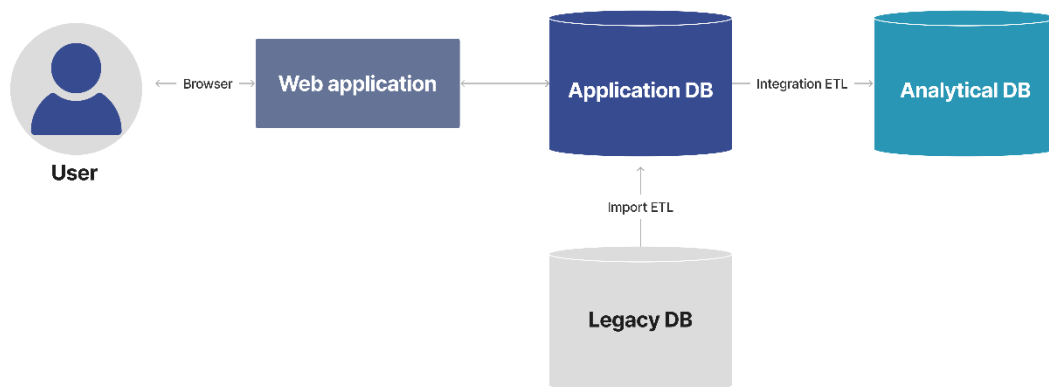 Browser
Web application
Application DB
Integration ETL
Analytical DB
User
Import ETL
Legacy DB